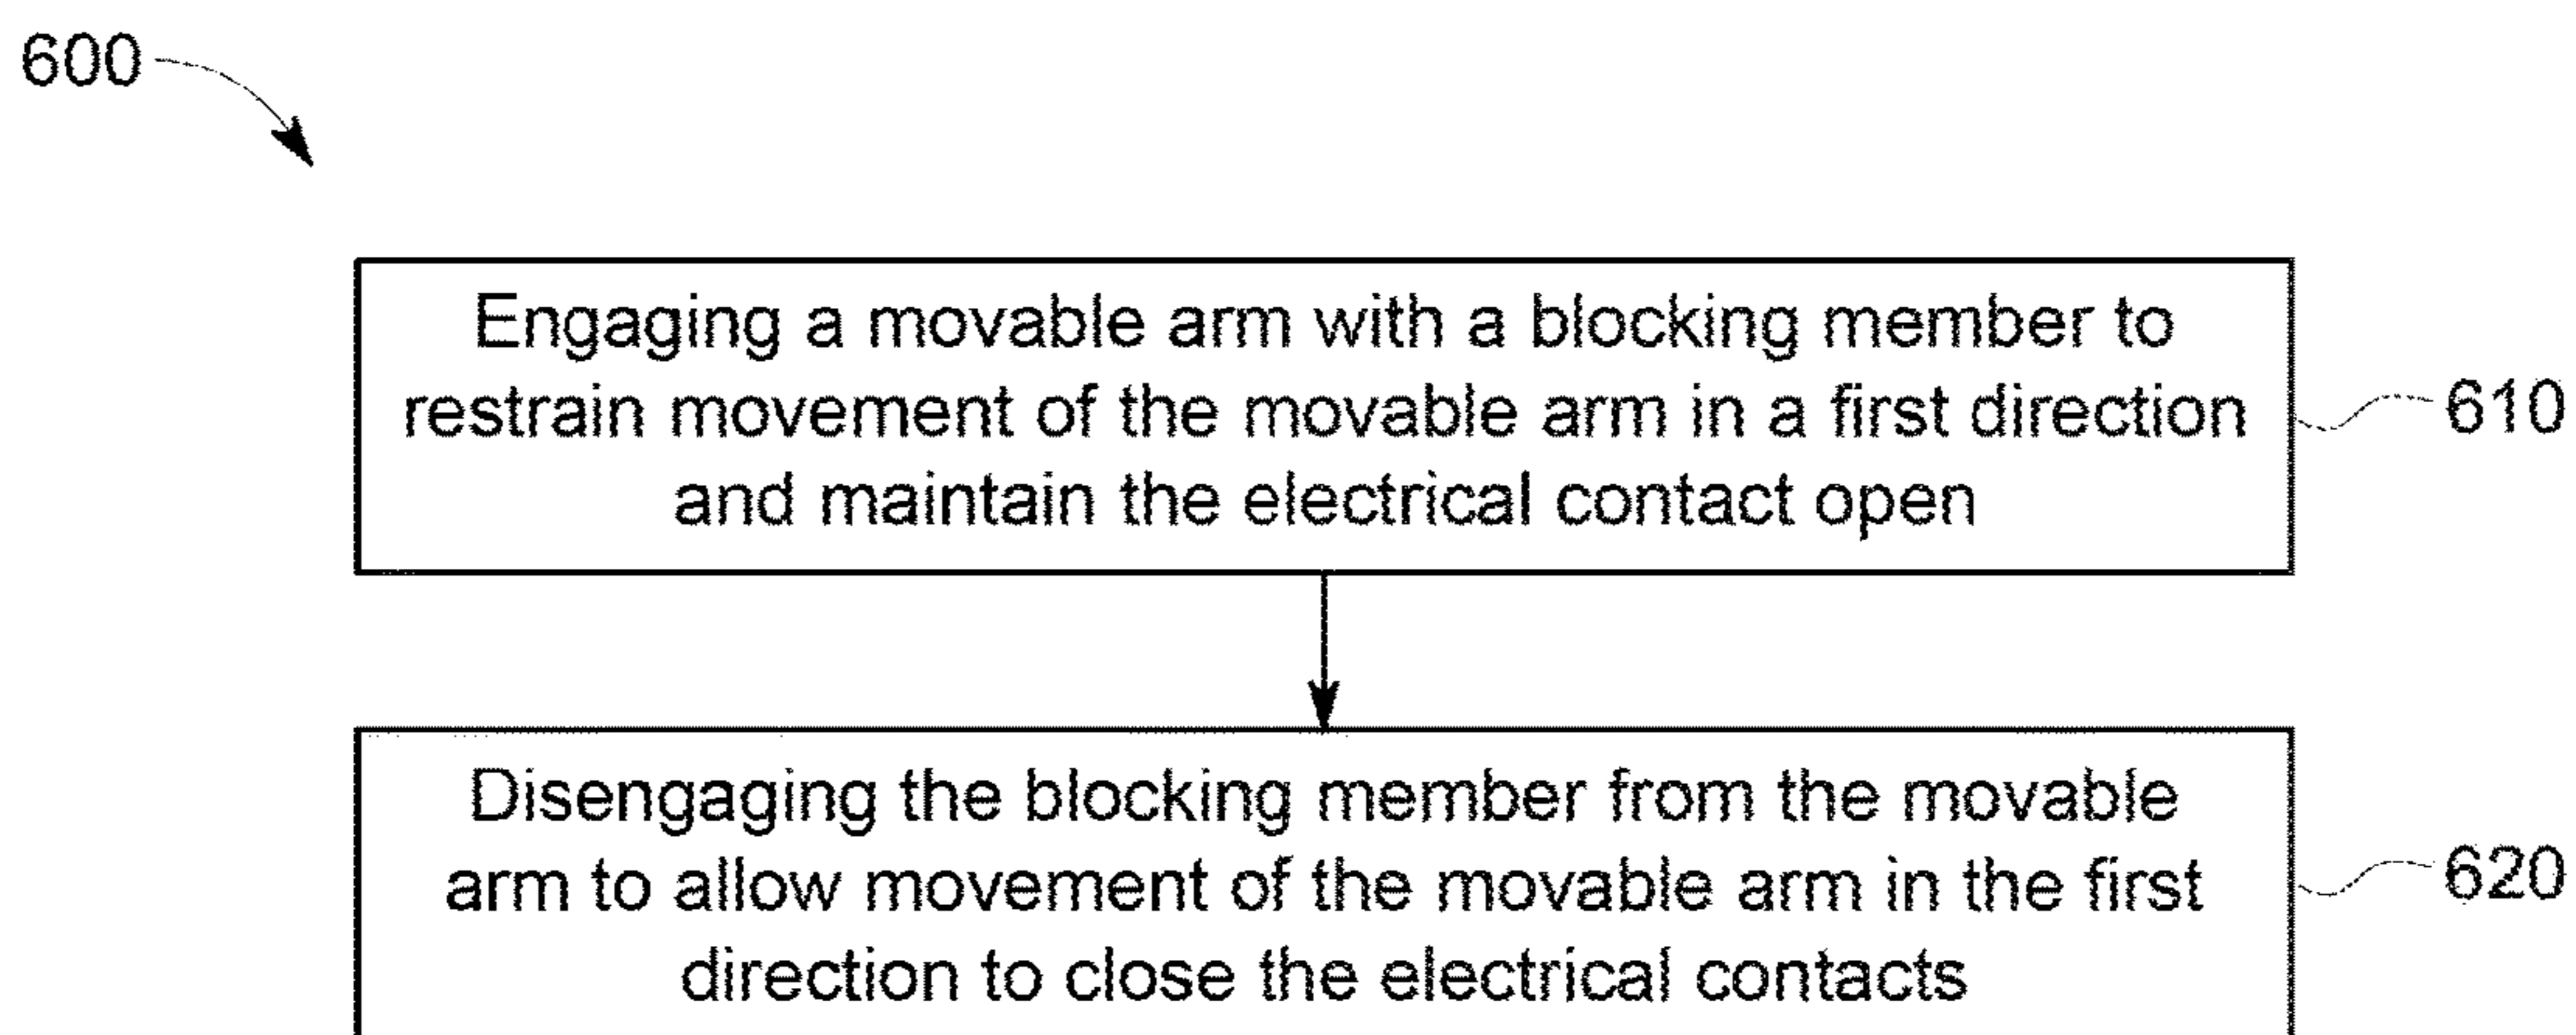 600
Engaging a movable arm with a blocking member to
restrain movement of the movable arm in a first direction
and maintain the electrical contact open
610
Disengaging the blocking member from the movable
arm to allow movement of the movable arm in the first
direction to close the electrical contacts
620